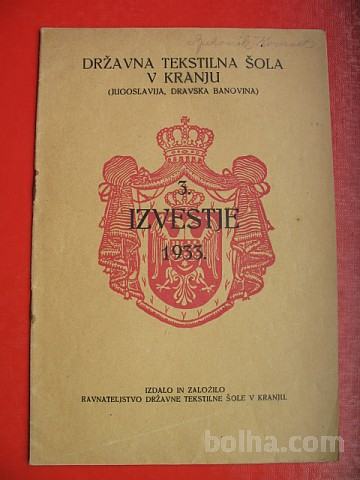 DRŽAVNA TEKSTILNA ŠOLA
V KRANJU
(JUGOSLAVIJA, DRAVSKA BANOVINA)
3.
IZVESTJE
1933.
IZDALO IN ZALOŽILO
RAVNATELJSTVO DRŽAVNE TEKSTILNE ŠOLE V KRANJU.
bolha.com